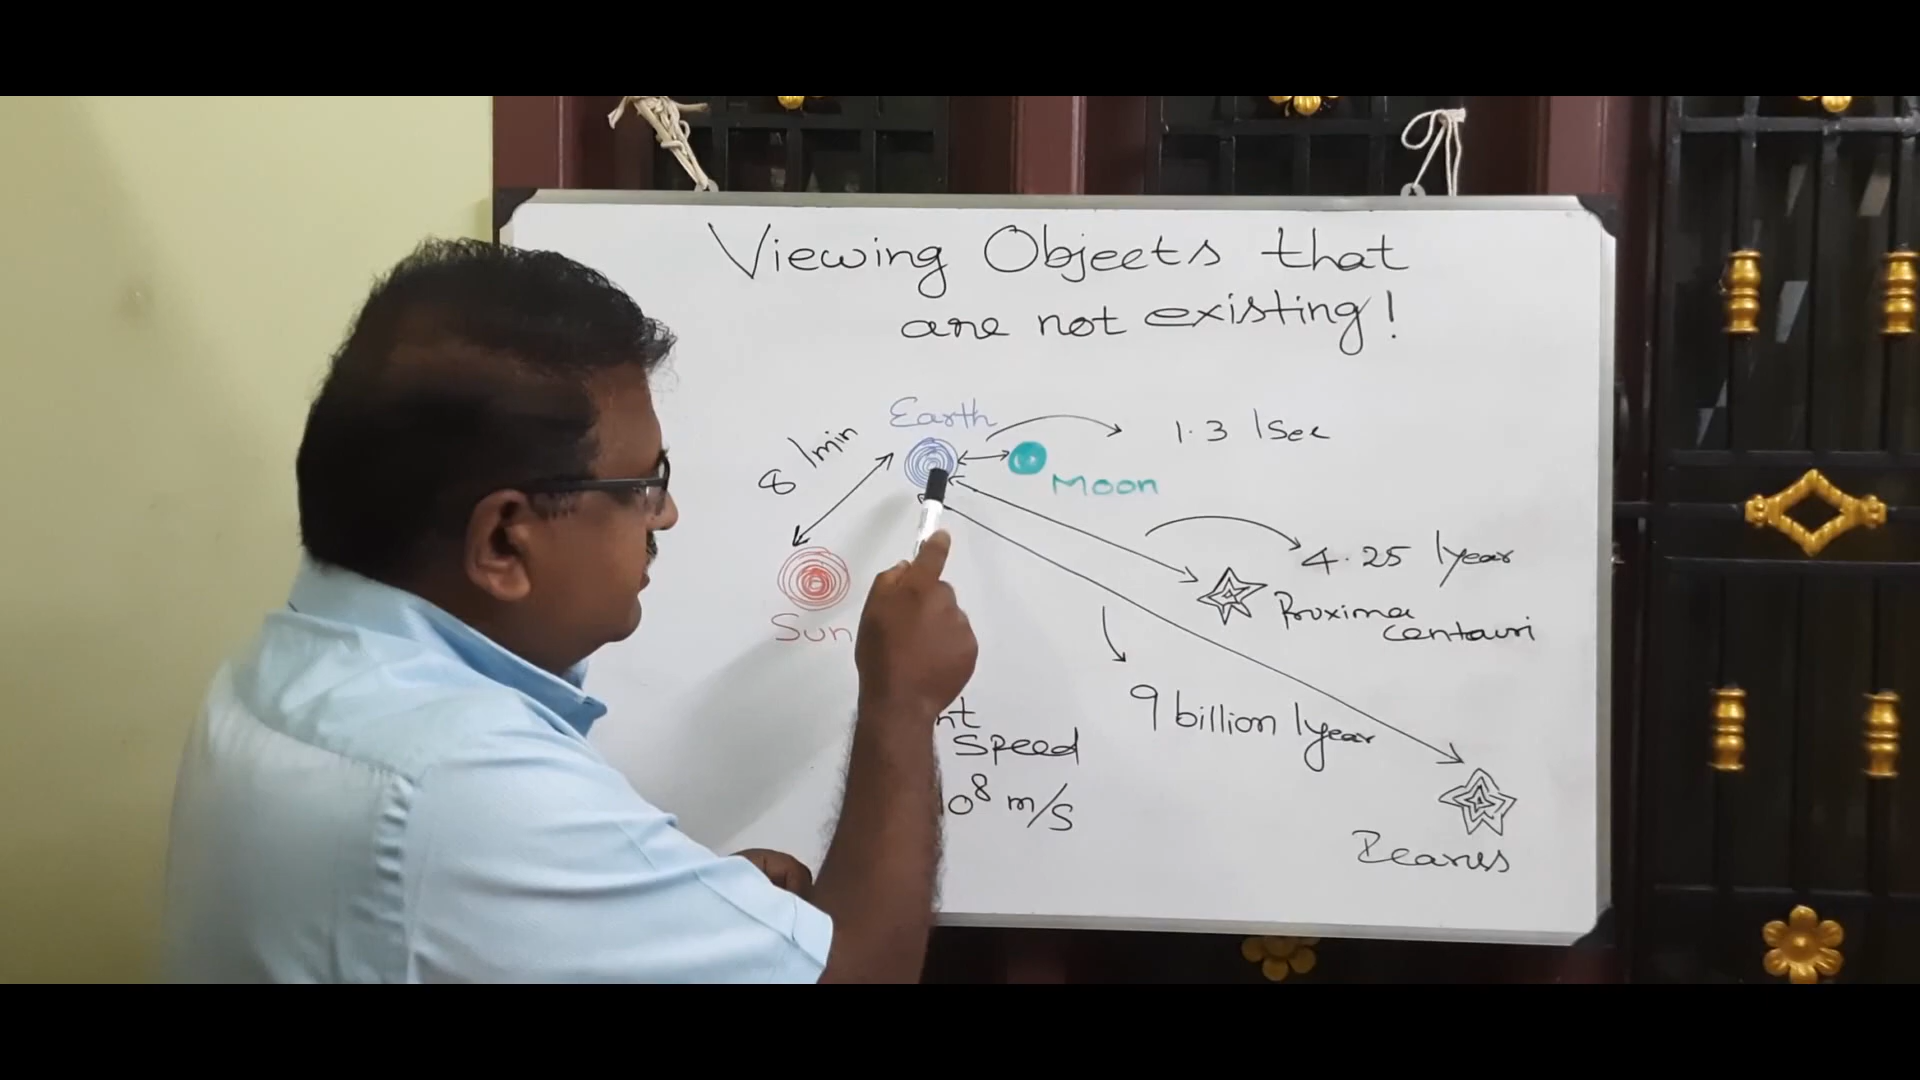 Viewing Objects that
are not existing!
Earth
8 lmin
1.3 lSec
Moon
4.25 lyear
Sun
Proxima
centauri
9 billion lyear
Speed
10⁸ m/s